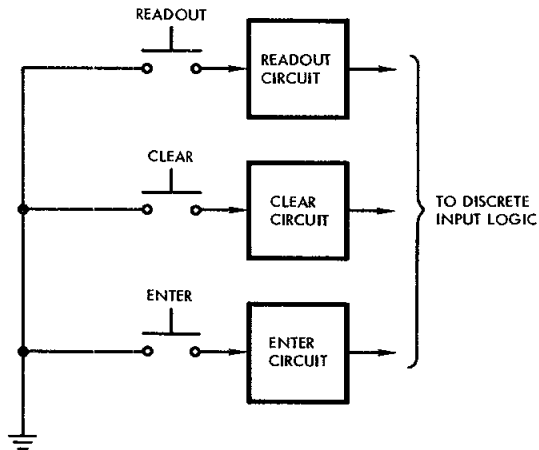 READOUT
READOUT
CIRCUIT
CLEAR
CLEAR
CIRCUIT
TO DISCRETE
INPUT LOGIC
ENTER
ENTER
CIRCUIT